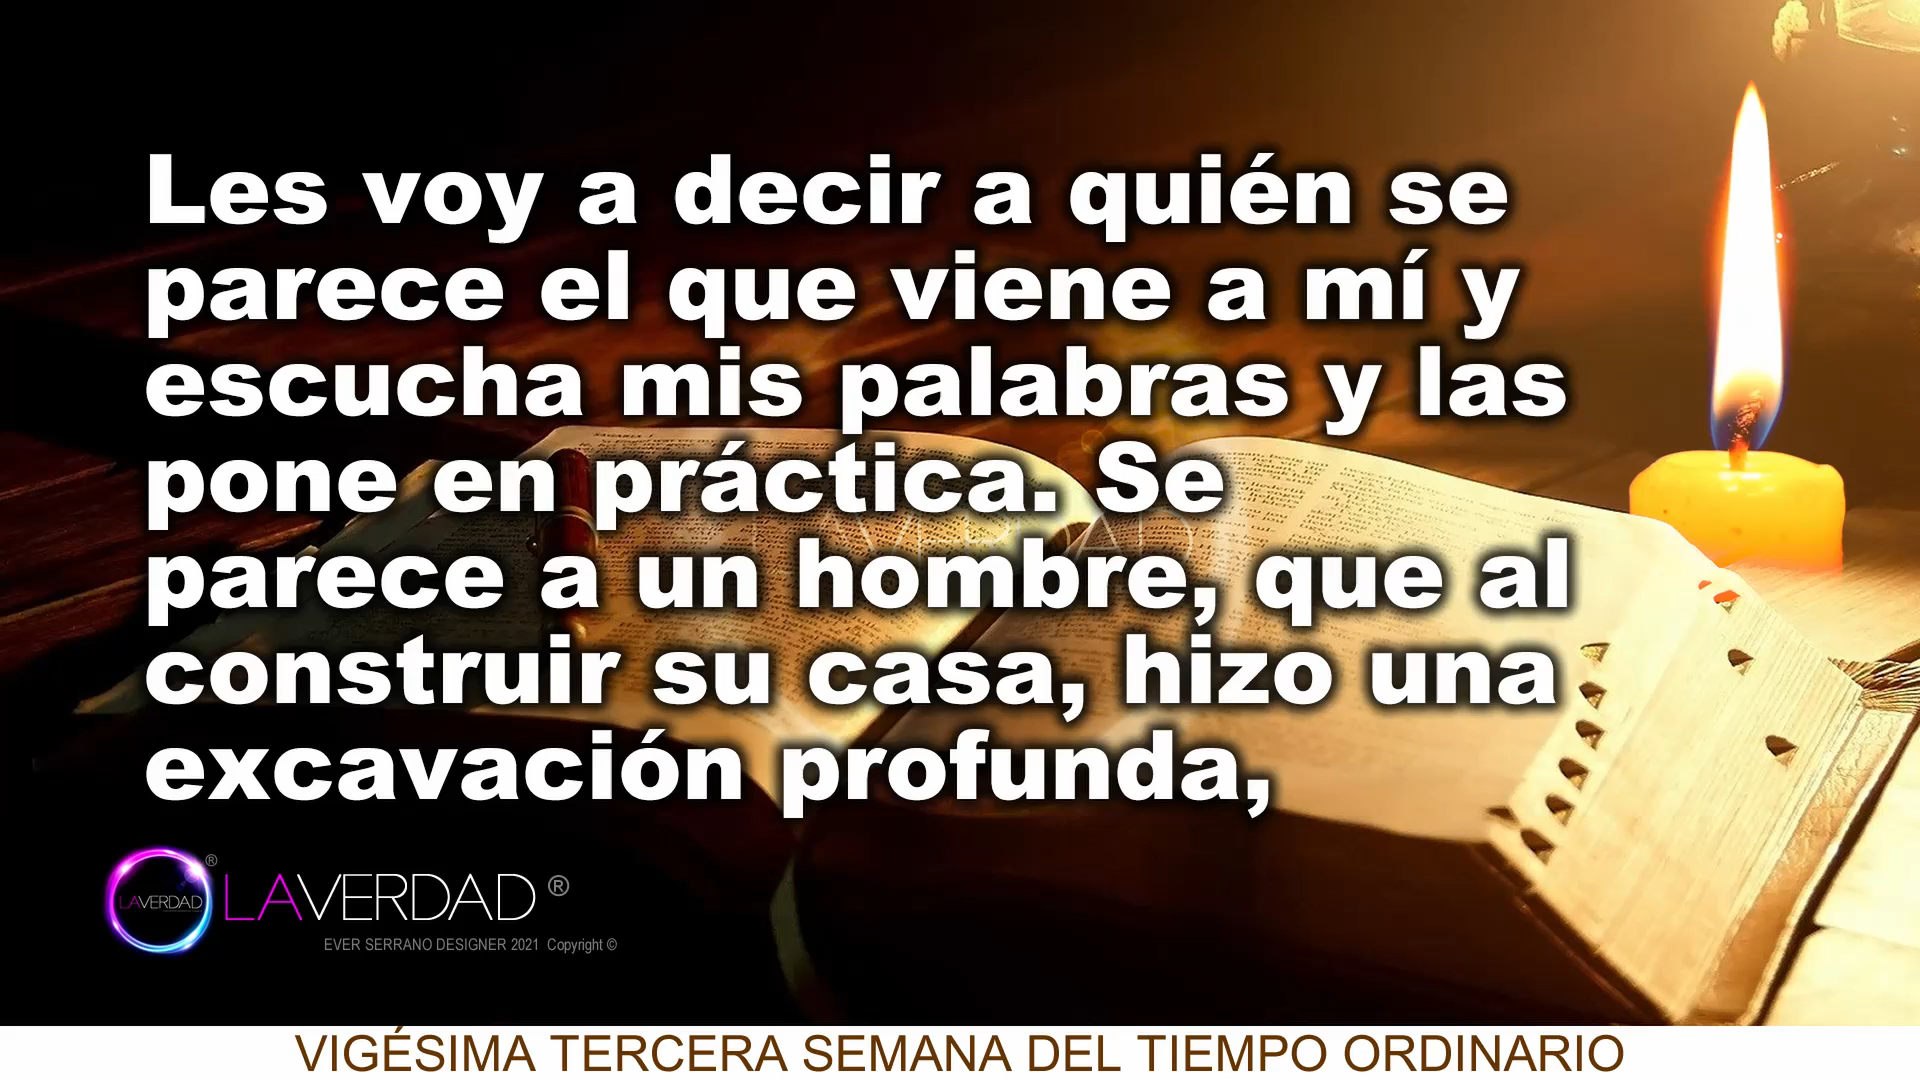 Les voy a decir a quién se
parece el que viene a mí y
escucha mis palabras y las
pone en práctica. Se
parece a un hombre, que al
construir su casa, hizo una
excavación profunda,
LAVERDAD ®
LAVERDAD ®
EVER SERRANO DESIGNER 2021 Copyright ©
VIGÉSIMA TERCERA SEMANA DEL TIEMPO ORDINARIO